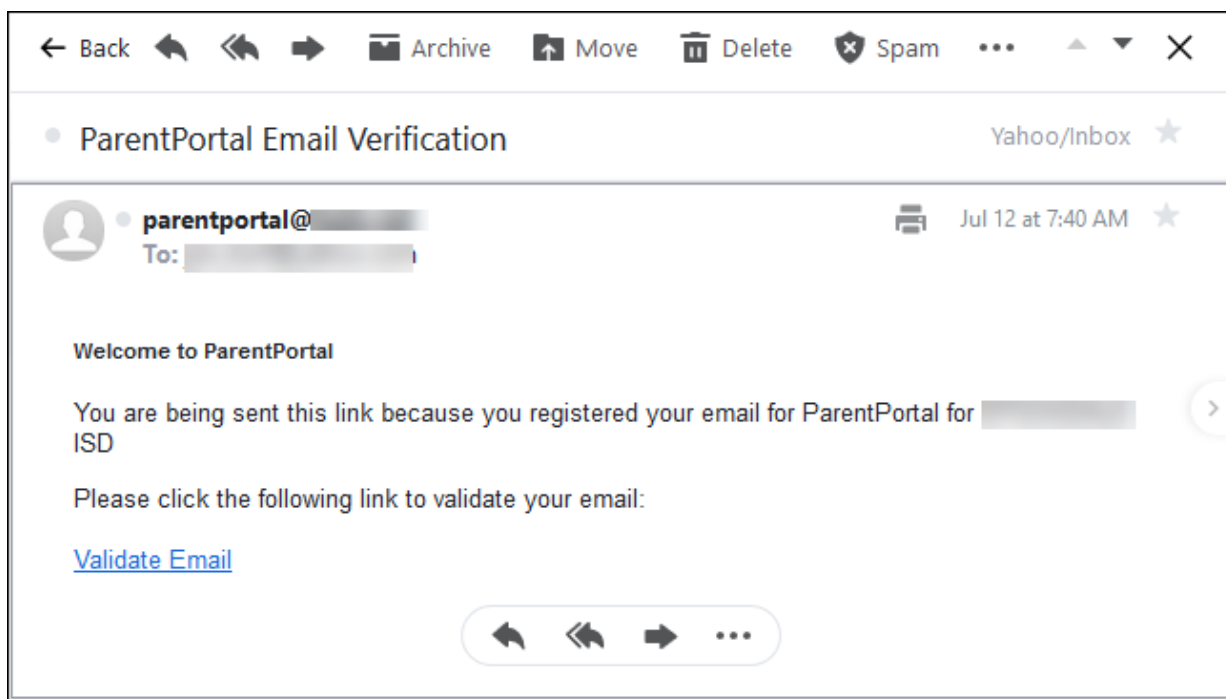 Back Archive Move Delete Spam
ParentPortal Email Verification Yahoo/Inbox
parentportal@ Jul 12 at 7:40 AM
To:
Welcome to ParentPortal
You are being sent this link because you registered your email for ParentPortal for
ISD
Please click the following link to validate your email:
Validate Email